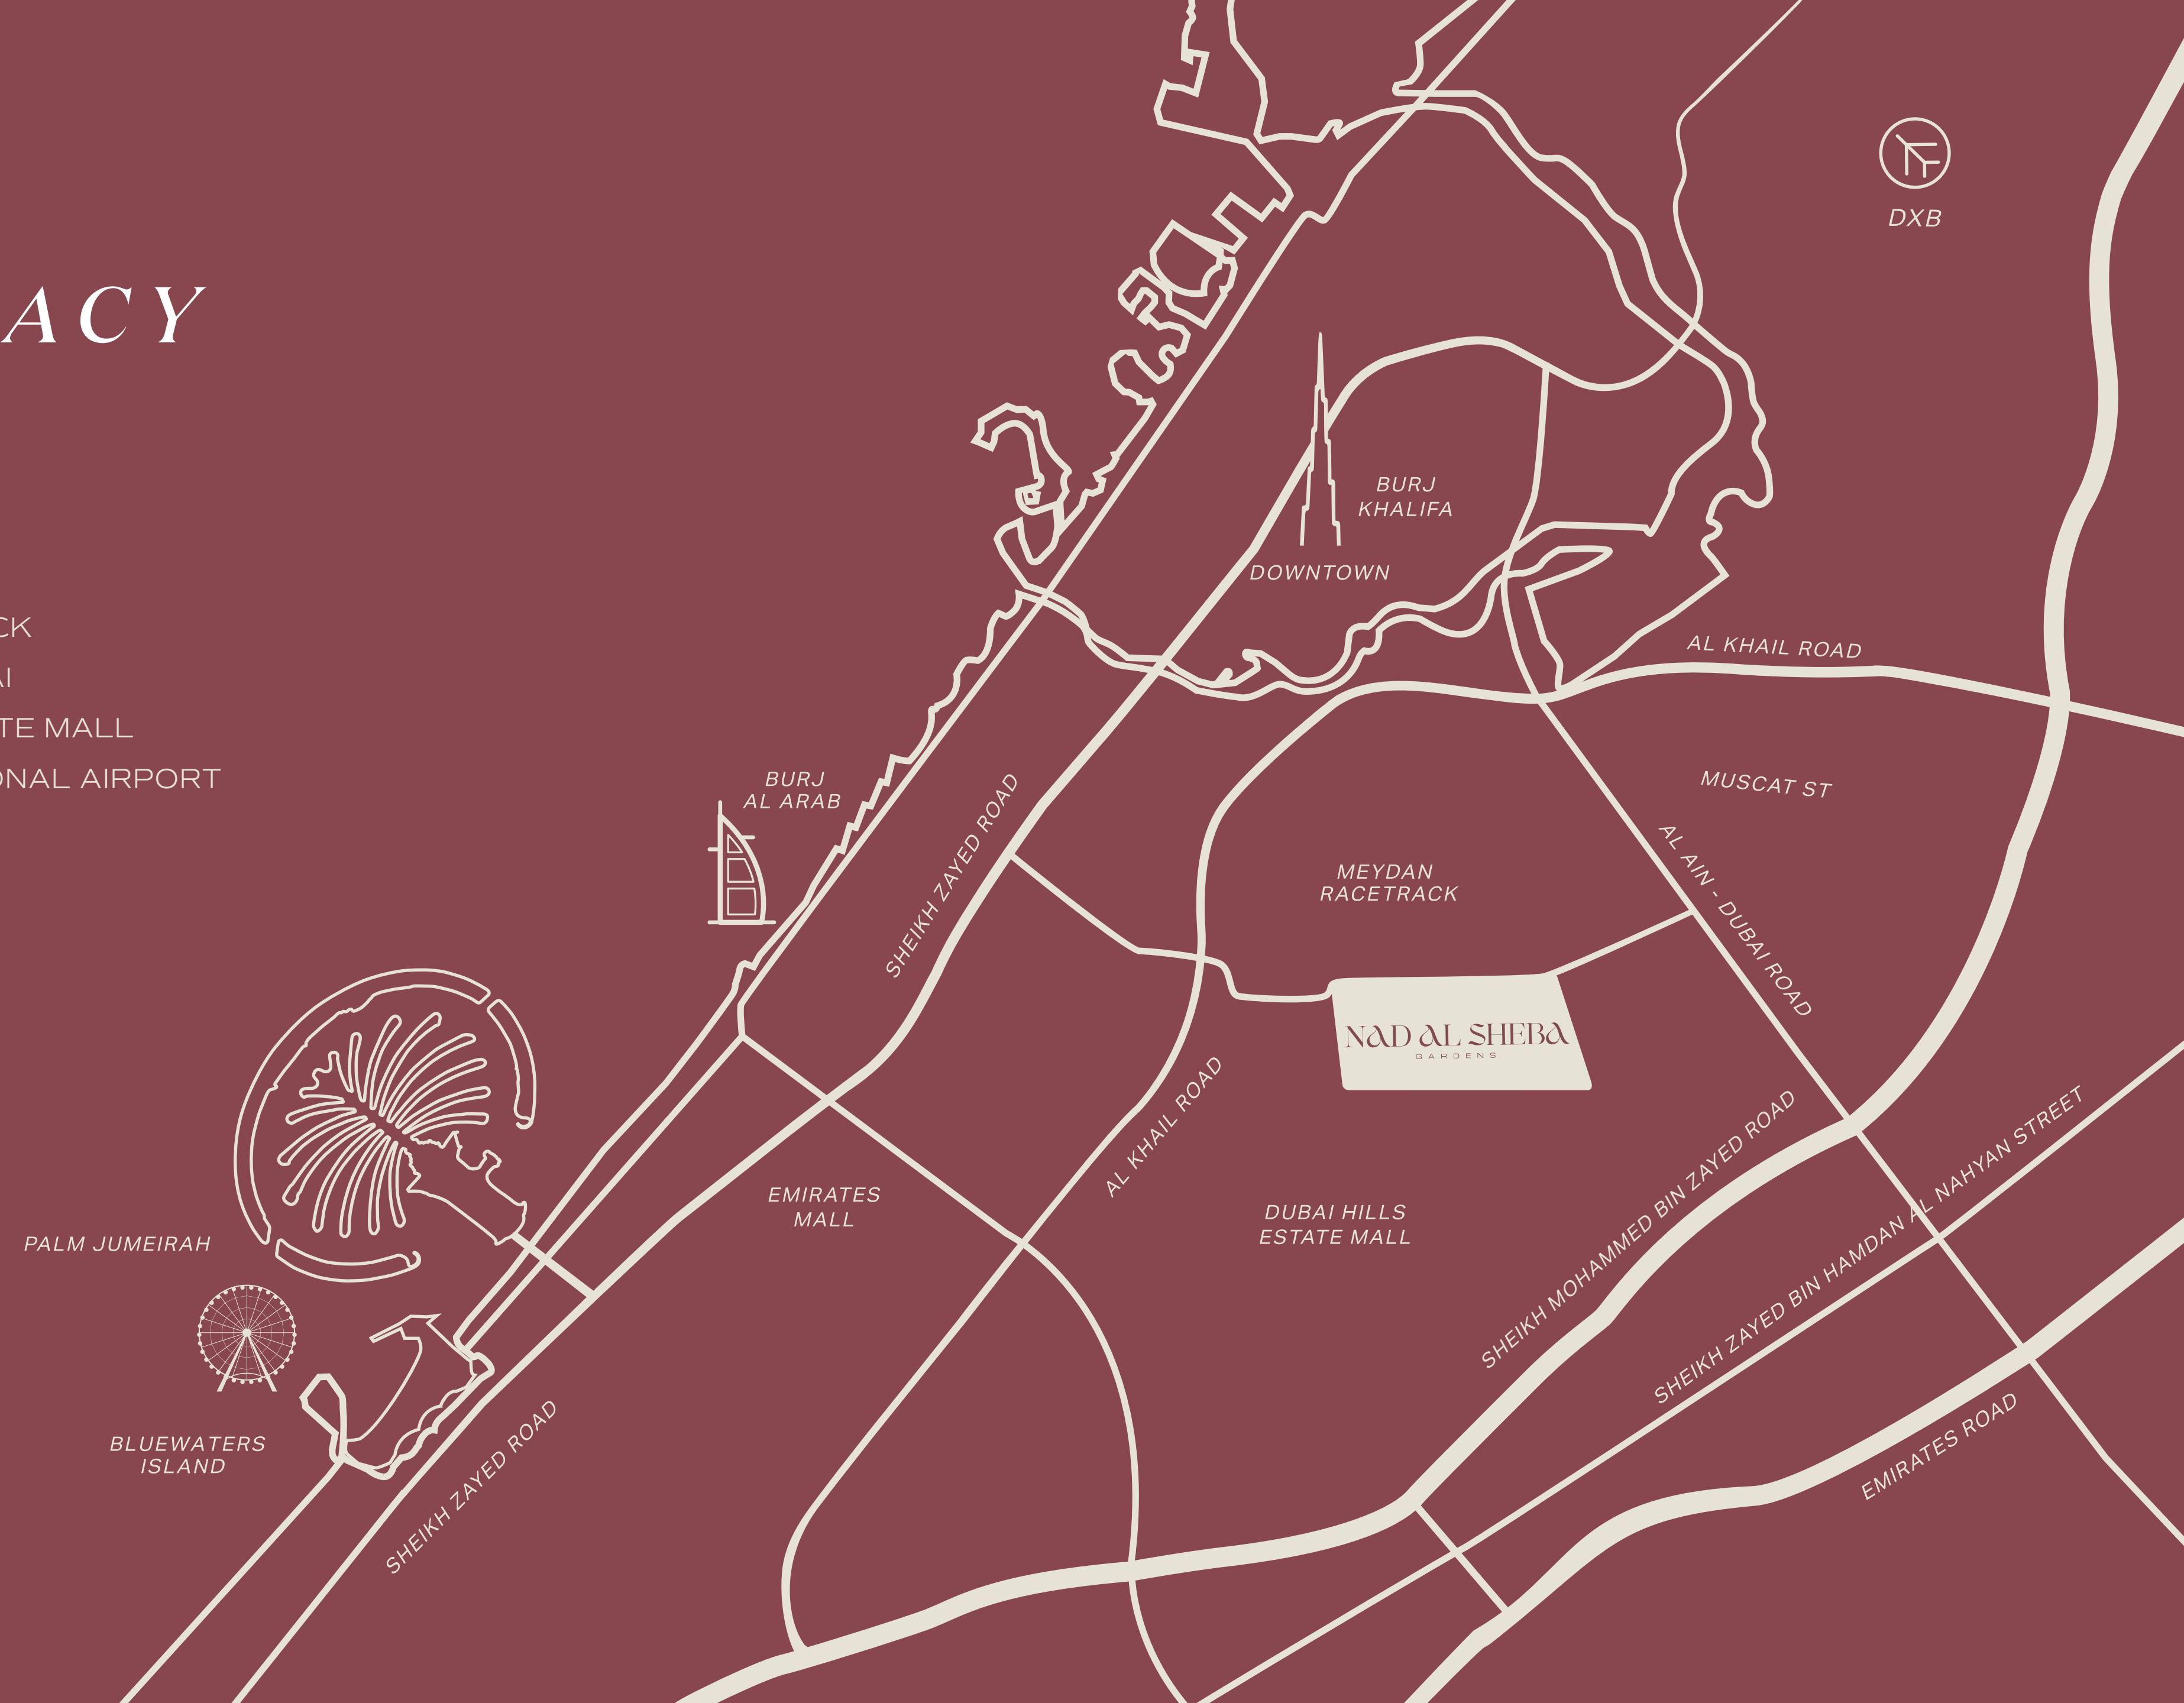 ACY
CK
AI
TE MALL
ONAL AIRPORT
DXB
BURJ
KHALIFA
DOWNTOWN
AL KHAIL ROAD
MUSCAT ST
BURJ
AL ARAB
SHEIKH ZAYED ROAD
MEYDAN
RACETRACK
AL AIN - DUBAI ROAD
NAD AL SHEBA
GARDENS
AL KHAIL ROAD
EMIRATES
MALL
DUBAI HILLS
ESTATE MALL
SHEIKH MOHAMMED BIN ZAYED ROAD
SHEIKH ZAYED BIN HAMDAN AL NAHYAN STREET
PALM JUMEIRAH
BLUEWATERS
ISLAND
SHEIKH ZAYED ROAD
EMIRATES ROAD